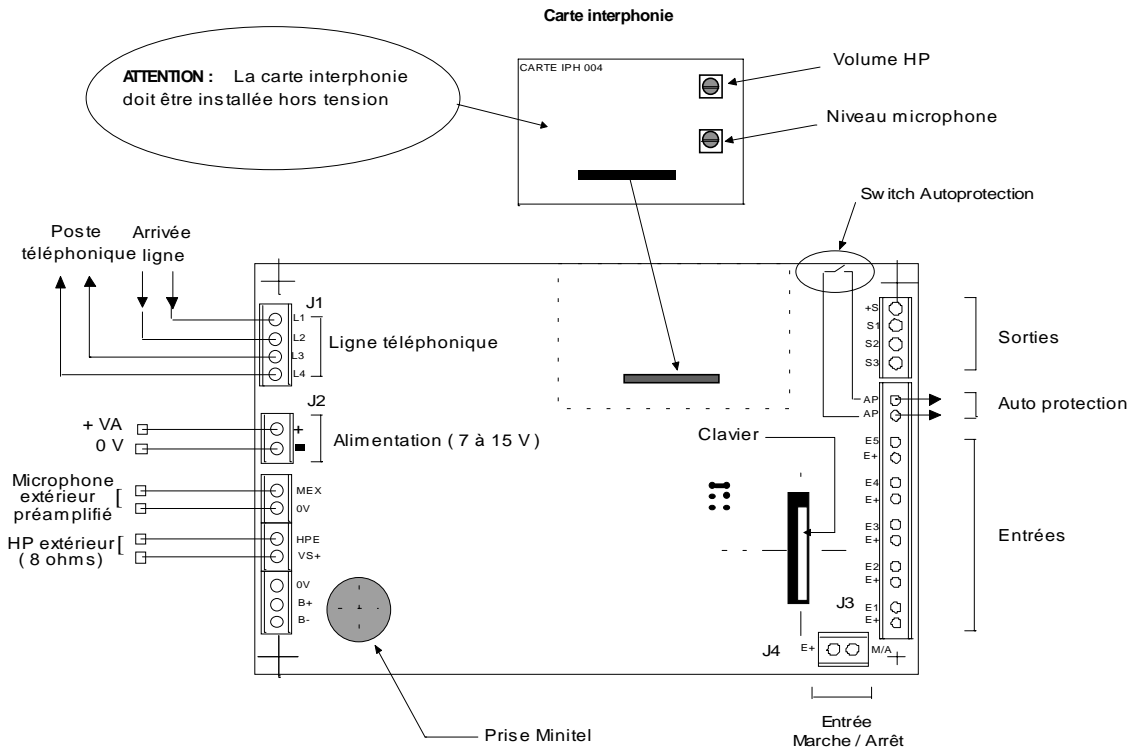 Carte interphonie
ATTENTION : La carte interphonie
doit être installée hors tension
CARTE IPH 004
Volume HP
Niveau microphone
Switch Autoprotection
Poste
téléphonique
Arrivée
ligne
J1
L1
L2
L3
L4
Ligne téléphonique
J2
+ VA
0 V
+
-
Alimentation ( 7 à 15 V )
Microphone
extérieur
préamplifié
MEX
0V
HP extérieur
( 8 ohms )
HPE
VS+
0V
B+
B-
Prise Minitel
Clavier
+S
S1
S2
S3
Sorties
AP
AP
Auto protection
E5
E+
E4
E+
E3
E+
E2
E+
E1
E+
Entrées
J3
J4
E+
M/A
Entrée
Marche / Arrêt